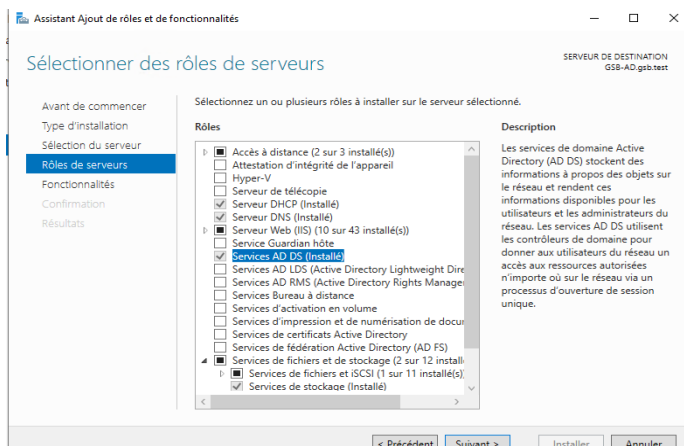 Assistant Ajout de rôles et de fonctionnalités
Sélectionner des rôles de serveurs
SERVEUR DE DESTINATION
GSB-AD.gsb.test
Avant de commencer
Type d'installation
Sélection du serveur
Rôles de serveurs
Fonctionnalités
Confirmation
Résultats
Sélectionnez un ou plusieurs rôles à installer sur le serveur sélectionné.
Rôles
Accès à distance (2 sur 3 installé(s))
Attestation d'intégrité de l'appareil
Hyper-V
Serveur de télécopie
Serveur DHCP (Installé)
Serveur DNS (Installé)
Serveur Web (IIS) (10 sur 43 installé(s))
Service Guardian hôte
Services AD DS (Installé)
Services AD LDS (Active Directory Lightweight Dire
Services AD RMS (Active Directory Rights Manager
Services Bureau à distance
Services d'activation en volume
Services d'impression et de numérisation de docur
Services de certificats Active Directory
Services de fédération Active Directory (AD FS)
Services de fichiers et de stockage (2 sur 12 install
Services de fichiers et iSCSI (1 sur 11 installé(s)
Services de stockage (Installé)
Description
Les services de domaine Active
Directory (AD DS) stockent des
informations à propos des objets sur
le réseau et rendent ces
informations disponibles pour les
utilisateurs et les administrateurs du
réseau. Les services AD DS utilisent
les contrôleurs de domaine pour
donner aux utilisateurs du réseau un
accès aux ressources autorisées
n'importe où sur le réseau via un
processus d'ouverture de session
unique.
< Précédent
Suivant >
Installer
Annuler